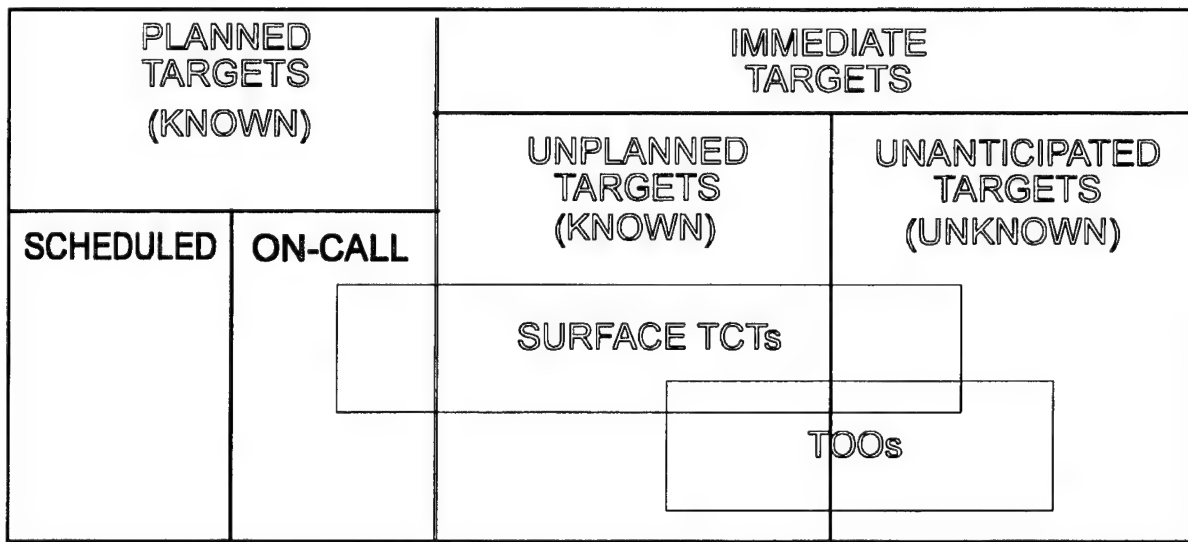 PLANNED
TARGETS
(KNOWN)
IMMEDIATE
TARGETS
UNPLANNED
TARGETS
(KNOWN)
UNANTICIPATED
TARGETS
(UNKNOWN)
SCHEDULED
ON-CALL
SURFACE TCTs
TOOs